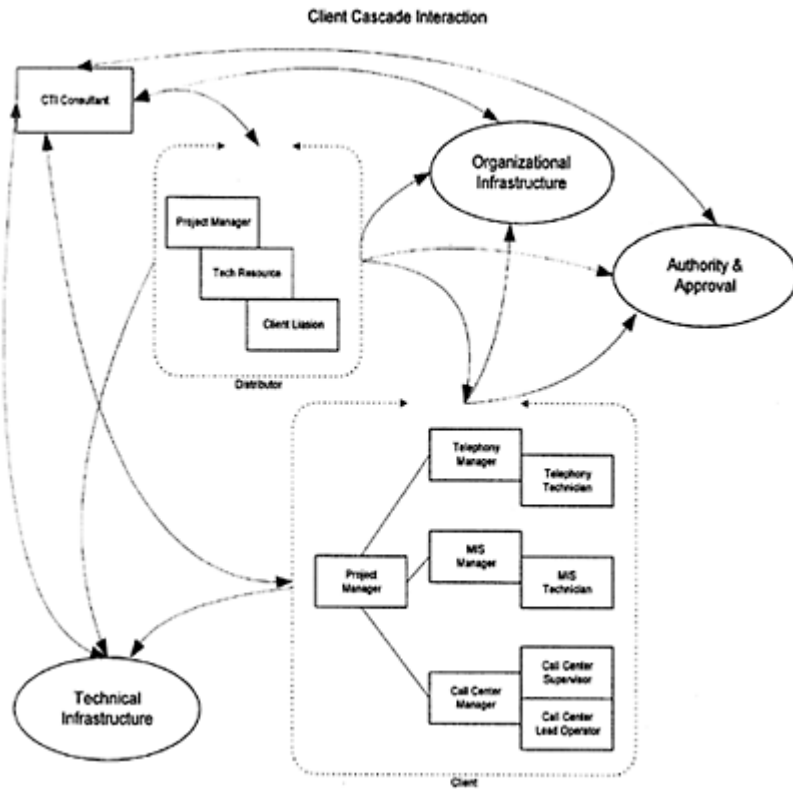 Client Cascade Interaction
CTI Consultant
Organizational
Infrastructure
Project Manager
Tech Resource
Client Liasion
Distributor
Authority &
Approval
Telephony
Manager
Telephony
Technician
MIS
Manager
MIS
Technician
Project
Manager
Call Center
Manager
Call Center
Supervisor
Call Center
Lead Operator
Technical
Infrastructure
Client